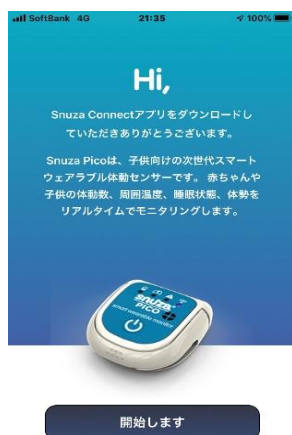 SoftBank 4G 21:35 100%
Hi,
Snuza Connectアプリをダウンロードし
ていただきありがとうございます。
Snuza Picoは、子供向けの次世代スマート
ウェアラブル体動センサーです。 赤ちゃんや
子供の体動数、周囲温度、睡眠状態、体勢を
リアルタイムでモニタリングします。
snuza
PICO
smart wearable monitor
開始します